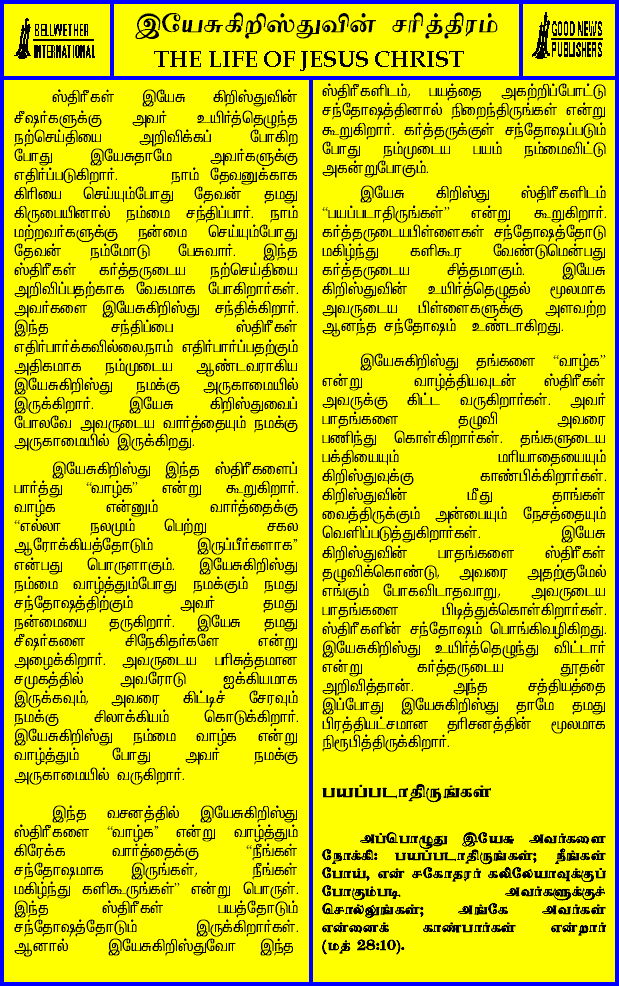 BELLWETHER
INTERNATIONAL
இயேசுகிறிஸ்துவின் சரித்திரம்
THE LIFE OF JESUS CHRIST
GOOD NEWS
PUBLISHERS
ஸ்திரீகள் இயேசு கிறிஸ்துவின்
சீஷர்களுக்கு அவர் உயிர்த்தெழுந்த
நற்செய்தியை அறிவிக்கப் போகிற
போது இயேசுதாமே அவர்களுக்கு
எதிர்ப்படுகிறார். நாம் தேவனுக்காக
கிரியை செய்யும்போது தேவன் தமது
கிருபையினால் நம்மை சந்திப்பார். நாம்
மற்றவர்களுக்கு நன்மை செய்யும்போது
தேவன் நம்மோடு பேசுவார். இந்த
ஸ்திரீகள் கர்த்தருடைய நற்செய்தியை
அறிவிப்பதற்காக வேகமாக போகிறார்கள்.
அவர்களை இயேசுகிறிஸ்து சந்திக்கிறார்.
இந்த சந்திப்பை ஸ்திரீகள்
எதிர்பார்க்கவில்லை.நாம் எதிர்பார்ப்பதற்கும்
அதிகமாக நம்முடைய ஆண்டவராகிய
இயேசுகிறிஸ்து நமக்கு அருகாமையில்
இருக்கிறார். இயேசு கிறிஸ்துவைப்
போலவே அவருடைய வார்த்தையும் நமக்கு
அருகாமையில் இருக்கிறது.
இயேசுகிறிஸ்து இந்த ஸ்திரீகளைப்
பார்த்து “வாழ்க” என்று கூறுகிறார்.
வாழ்க என்னும் வார்த்தைக்கு
“எல்லா நலமும் பெற்று சகல
ஆரோக்கியத்தோடும் இருப்பீர்களாக”
என்பது பொருளாகும். இயேசுகிறிஸ்து
நம்மை வாழ்த்தும்போது நமக்கும் நமது
சந்தோஷத்திற்கும் அவர் தமது
நன்மையை தருகிறார். இயேசு தமது
சீஷர்களை சிநேகிதர்களே என்று
அழைக்கிறார். அவருடைய பரிசுத்தமான
சமுகத்தில் அவரோடு ஐக்கியமாக
இருக்கவும், அவரை கிட்டிச் சேரவும்
நமக்கு சிலாக்கியம் கொடுக்கிறார்.
இயேசுகிறிஸ்து நம்மை வாழ்க என்று
வாழ்த்தும் போது அவர் நமக்கு
அருகாமையில் வருகிறார்.
இந்த வசனத்தில் இயேசுகிறிஸ்து
ஸ்திரீகளை “வாழ்க” என்று வாழ்த்தும்
கிரேக்க வார்த்தைக்கு “நீங்கள்
சந்தோஷமாக இருங்கள், நீங்கள்
மகிழ்ந்து களிகூருங்கள்” என்று பொருள்.
இந்த ஸ்திரீகள் பயத்தோடும்
சந்தோஷத்தோடும் இருக்கிறார்கள்.
ஆனால் இயேசுகிறிஸ்துவோ இந்த
ஸ்திரீகளிடம், பயத்தை அகற்றிப்போட்டு
சந்தோஷத்தினால் நிறைந்திருங்கள் என்று
கூறுகிறார். கர்த்தருக்குள் சந்தோஷப்படும்
போது நம்முடைய பயம் நம்மைவிட்டு
அகன்றுபோகும்.
இயேசு கிறிஸ்து ஸ்திரீகளிடம்
“பயப்படாதிருங்கள்” என்று கூறுகிறார்.
கர்த்தருடையபிள்ளைகள் சந்தோஷத்தோடு
மகிழ்ந்து களிகூர வேண்டுமென்பது
கர்த்தருடைய சித்தமாகும். இயேசு
கிறிஸ்துவின் உயிர்த்தெழுதல் மூலமாக
அவருடைய பிள்ளைகளுக்கு அளவற்ற
ஆனந்த சந்தோஷம் உண்டாகிறது.
இயேசுகிறிஸ்து தங்களை “வாழ்க”
என்று வாழ்த்தியவுடன் ஸ்திரீகள்
அவருக்கு கிட்ட வருகிறார்கள். அவர்
பாதங்களை தழுவி அவரை
பணிந்து கொள்கிறார்கள். தங்களுடைய
பக்தியையும் மரியாதையையும்
கிறிஸ்துவுக்கு காண்பிக்கிறார்கள்.
கிறிஸ்துவின் மீது தாங்கள்
வைத்திருக்கும் அன்பையும் நேசத்தையும்
வெளிப்படுத்துகிறார்கள். இயேசு
கிறிஸ்துவின் பாதங்களை ஸ்திரீகள்
தழுவிக்கொண்டு, அவரை அதற்குமேல்
எங்கும் போகவிடாதவாறு, அவருடைய
பாதங்களை பிடித்துக்கொள்கிறார்கள்.
ஸ்திரீகளின் சந்தோஷம் பொங்கிவழிகிறது.
இயேசுகிறிஸ்து உயிர்த்தெழுந்து விட்டார்
என்று கர்த்தருடைய தூதன்
அறிவித்தான். அந்த சத்தியத்தை
இப்போது இயேசுகிறிஸ்து தாமே தமது
பிரத்தியட்சமான தரிசனத்தின் மூலமாக
நிரூபித்திருக்கிறார்.
பயப்படாதிருங்கள்
அப்பொழுது இயேசு அவர்களை
நோக்கி: பயப்படாதிருங்கள்; நீங்கள்
போய், என் சகோதரர் கலிலேயாவுக்குப்
போகும்படி அவர்களுக்குச்
சொல்லுங்கள்; அங்கே அவர்கள்
என்னைக் காண்பார்கள் என்றார்
(மத் 28:10).